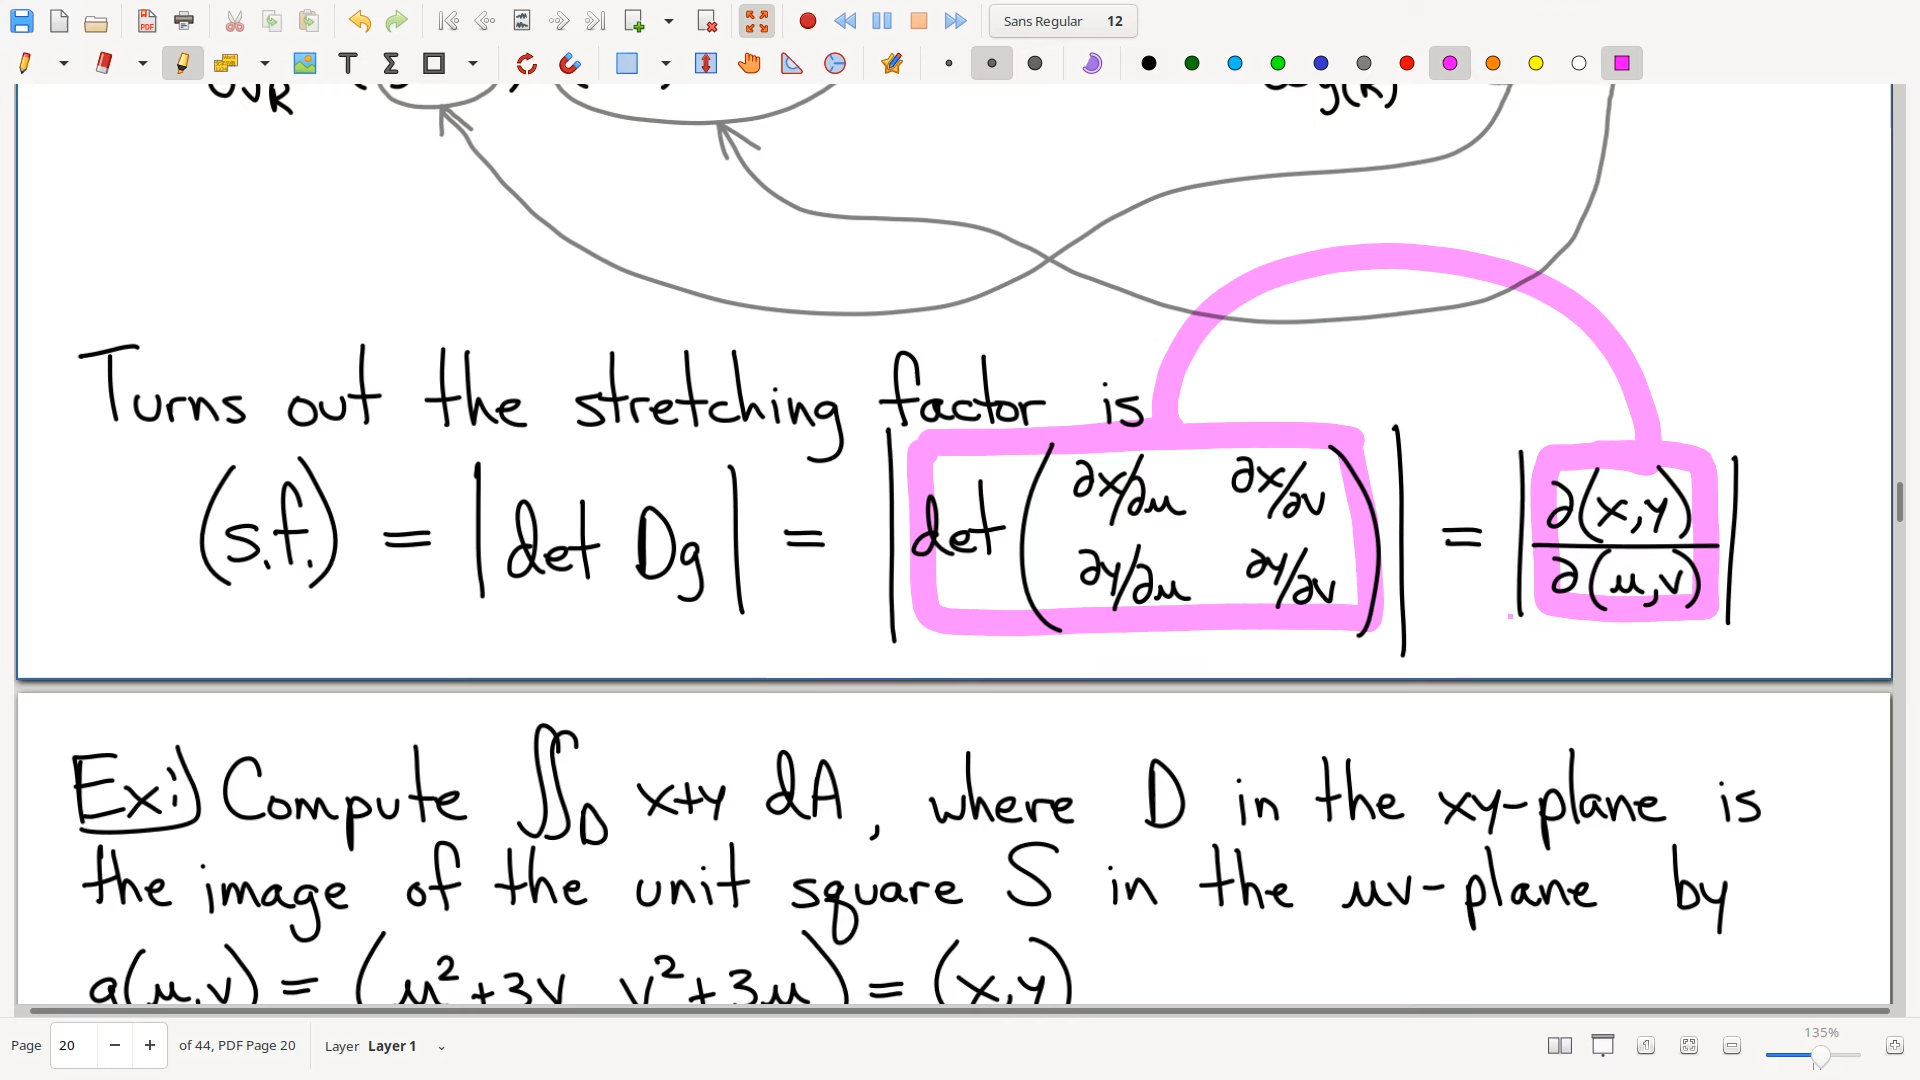 Sans Regular 12
Turns out the stretching factor is
(s.f.) = |det Dg| = |det(∂x/∂u ∂x/∂v
∂y/∂u ∂y/∂v)| = |∂(x,y)/∂(u,v)|
Ex:) Compute ∬_D x+y dA, where D in the xy-plane is
the image of the unit square S in the uv-plane by
g(u,v) = (u²+3v, v²+3u) = (x,y)
Page 20 − + of 44, PDF Page 20 Layer Layer 1 135%